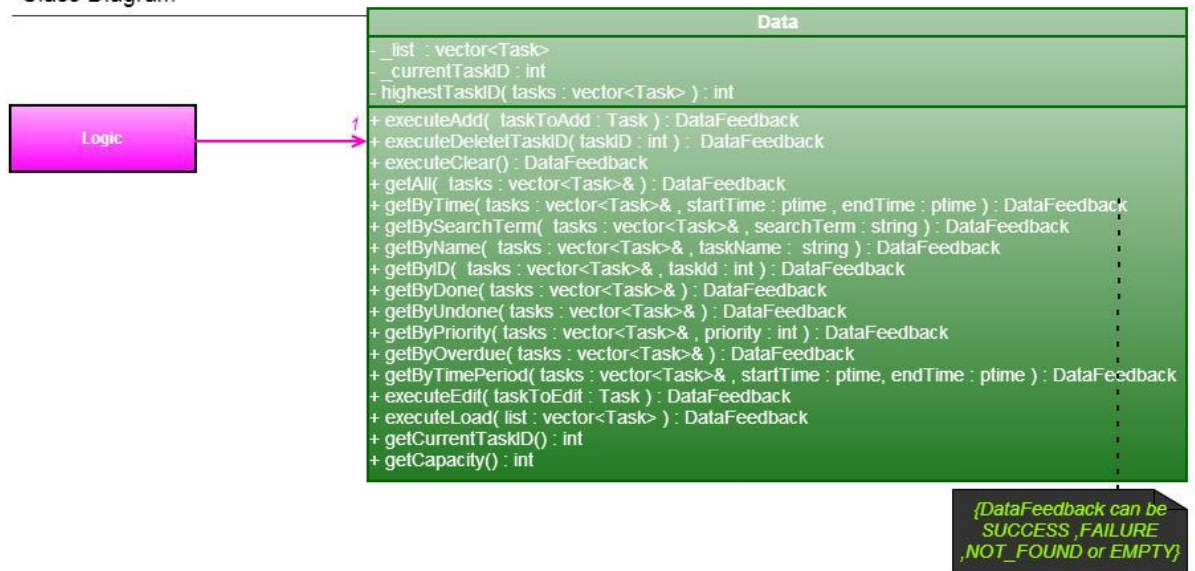 Class Diagram
Data
- _list : vector<Task>
- _currentTaskID : int
- highestTaskID( tasks : vector<Task> ) : int
Logic
1
+ executeAdd( taskToAdd : Task ) : DataFeedback
+ executeDeletetTaskID( taskID : int ) : DataFeedback
+ executeClear() : DataFeedback
+ getAll( tasks : vector<Task>& ) : DataFeedback
+ getByTime( tasks : vector<Task>& , startTime : ptime , endTime : ptime ) : DataFeedback
+ getBySearchTerm( tasks : vector<Task>& , searchTerm : string ) : DataFeedback
+ getByName( tasks : vector<Task>& , taskName : string ) : DataFeedback
+ getByID( tasks : vector<Task>& , taskId : int ) : DataFeedback
+ getByDone( tasks : vector<Task>& ) : DataFeedback
+ getByUndone( tasks : vector<Task>& ) : DataFeedback
+ getByPriority( tasks : vector<Task>& , priority : int ) : DataFeedback
+ getByOverdue( tasks : vector<Task>& ) : DataFeedback
+ getByTimePeriod( tasks : vector<Task>& , startTime : ptime, endTime : ptime ) : DataFeedback
+ executeEdit( taskToEdit : Task ) : DataFeedback
+ executeLoad( list : vector<Task> ) : DataFeedback
+ getCurrentTaskID() : int
+ getCapacity() : int
{DataFeedback can be
SUCCESS ,FAILURE
,NOT_FOUND or EMPTY}